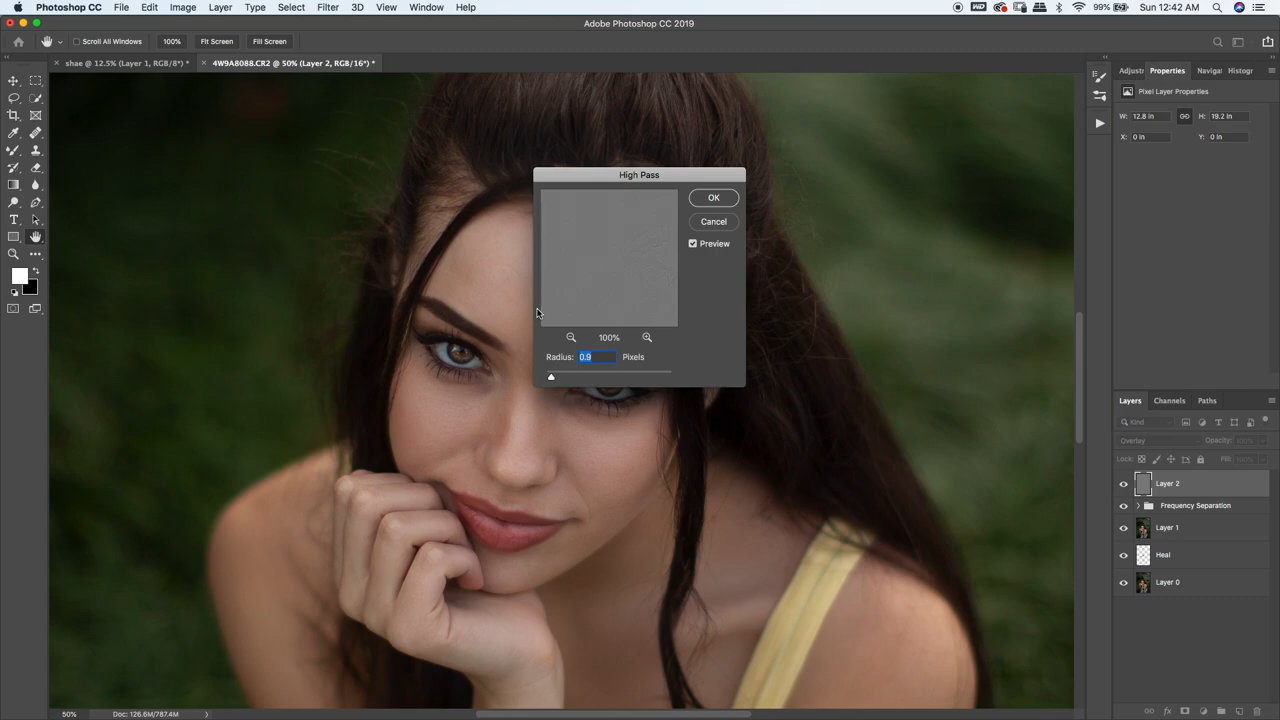 Photoshop CC File Edit Image Layer Type Select Filter 3D View Window Help 99% Sun 12:42 AM
Adobe Photoshop CC 2019
Scroll All Windows 100% Fit Screen Fill Screen
shae @ 12.5% (Layer 1, RGB/8*) * 4W9A8088.CR2 @ 50% (Layer 2, RGB/16*) *
Adjustr Properties Navigat Histogr
Pixel Layer Properties
W: 12.8 in H: 19.2 in
X: 0 in Y: 0 in
High Pass
OK
Cancel
Preview
100%
Radius: 0.9 Pixels
Layers Channels Paths
Kind
Overlay Opacity: 100%
Lock: Fill: 100%
Layer 2
Frequency Separation
Layer 1
Heal
Layer 0
50% Doc: 126.6M/787.4M